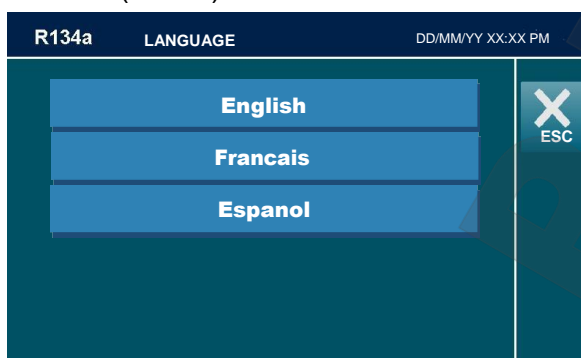 R134a LANGUAGE DD/MM/YY XX:XX PM
English
ESC
Francais
Espanol